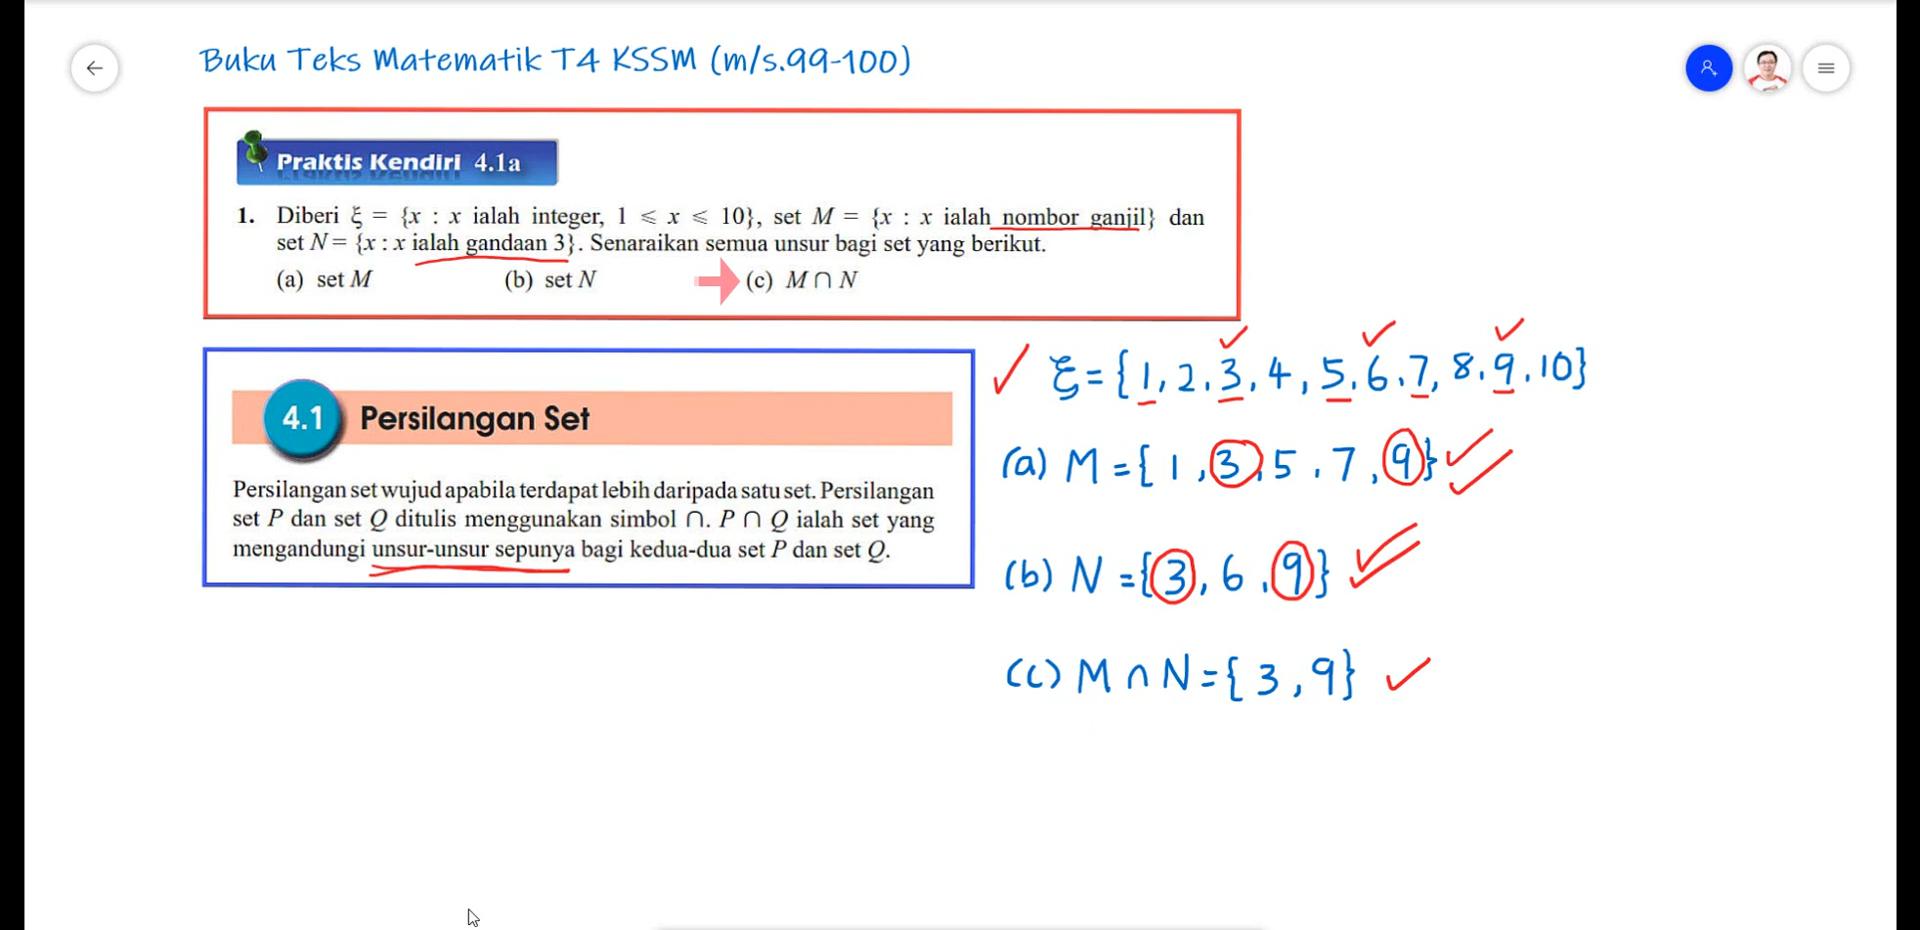 Buku Teks Matematik T4 KSSM (m/s.99-100)
Praktis Kendiri 4.1a
1. Diberi ξ = {x : x ialah integer, 1 ⩽ x ⩽ 10}, set M = {x : x ialah nombor ganjil} dan
set N = {x : x ialah gandaan 3}. Senaraikan semua unsur bagi set yang berikut.
(a) set M (b) set N (c) M ∩ N
4.1 Persilangan Set
Persilangan set wujud apabila terdapat lebih daripada satu set. Persilangan
set P dan set Q ditulis menggunakan simbol ∩. P ∩ Q ialah set yang
mengandungi unsur-unsur sepunya bagi kedua-dua set P dan set Q.
ξ = {1, 2, 3, 4, 5, 6, 7, 8, 9, 10}
(a) M = {1, 3, 5, 7, 9}
(b) N = {3, 6, 9}
(c) M ∩ N = {3, 9}